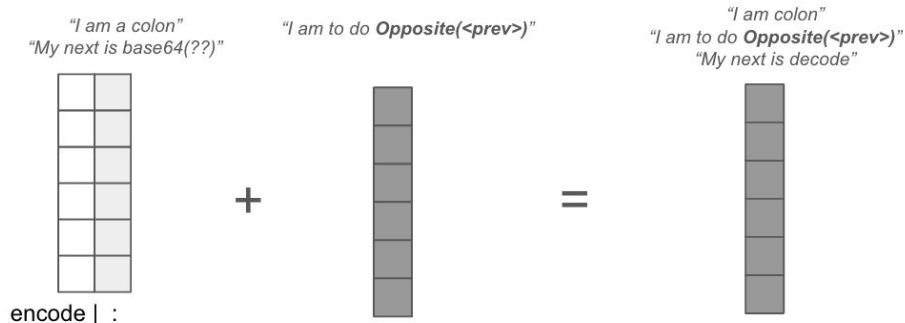 “I am a colon”
“My next is base64(??)”
“I am to do Opposite(<prev>)”
“I am colon”
“I am to do Opposite(<prev>)”
“My next is decode”
+
=
encode | :